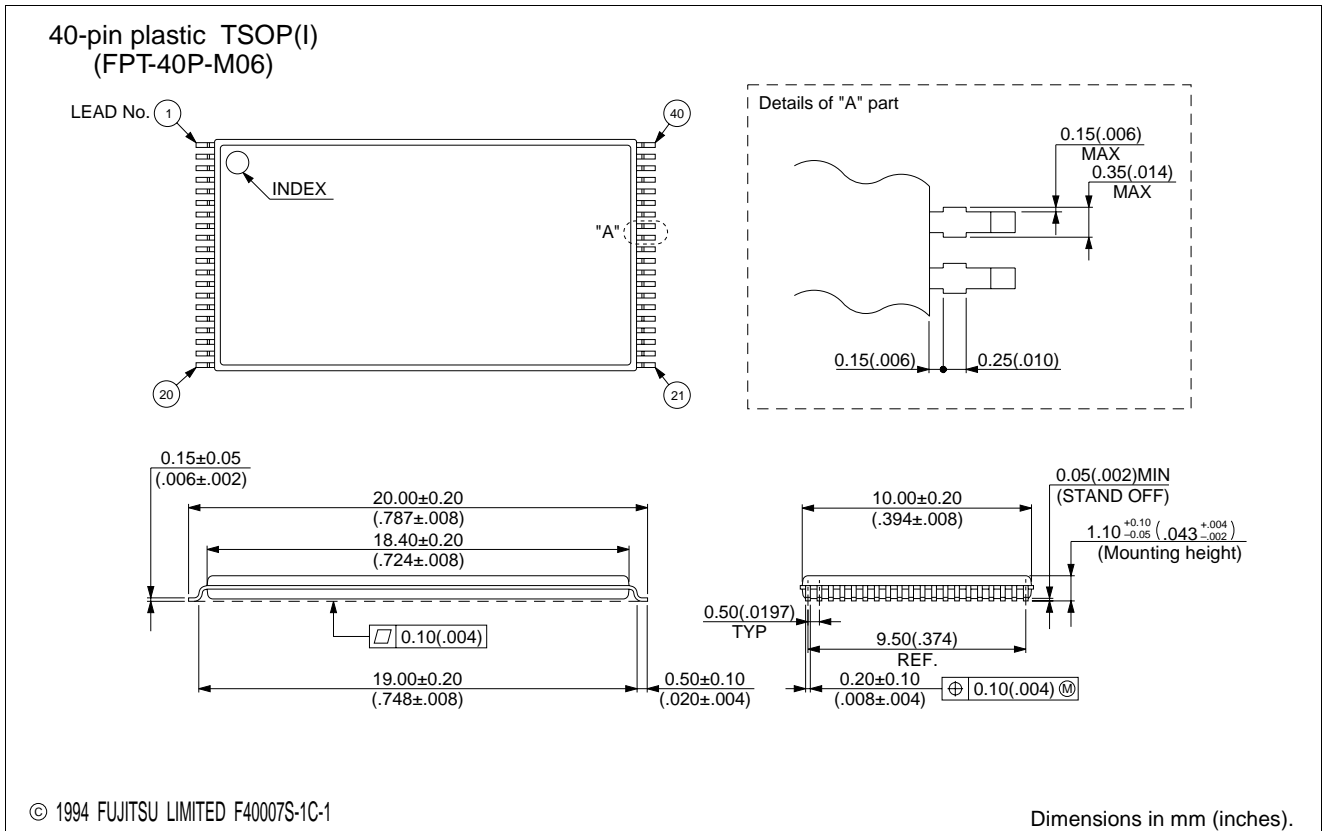 40-pin plastic TSOP(I)
(FPT-40P-M06)
LEAD No. 1
40
INDEX
"A"
20
21
Details of "A" part
0.15(.006)
MAX
0.35(.014)
MAX
0.15(.006)
0.25(.010)
0.15±0.05
(.006±.002)
20.00±0.20
(.787±.008)
18.40±0.20
(.724±.008)
0.10(.004)
19.00±0.20
(.748±.008)
0.50±0.10
(.020±.004)
10.00±0.20
(.394±.008)
0.05(.002)MIN
(STAND OFF)
1.10 +0.10 –0.05 (.043 +.004 –.002)
(Mounting height)
0.50(.0197)
TYP
9.50(.374)
REF.
0.20±0.10
(.008±.004)
⌖ 0.10(.004) Ⓜ
© 1994 FUJITSU LIMITED F40007S-1C-1
Dimensions in mm (inches).